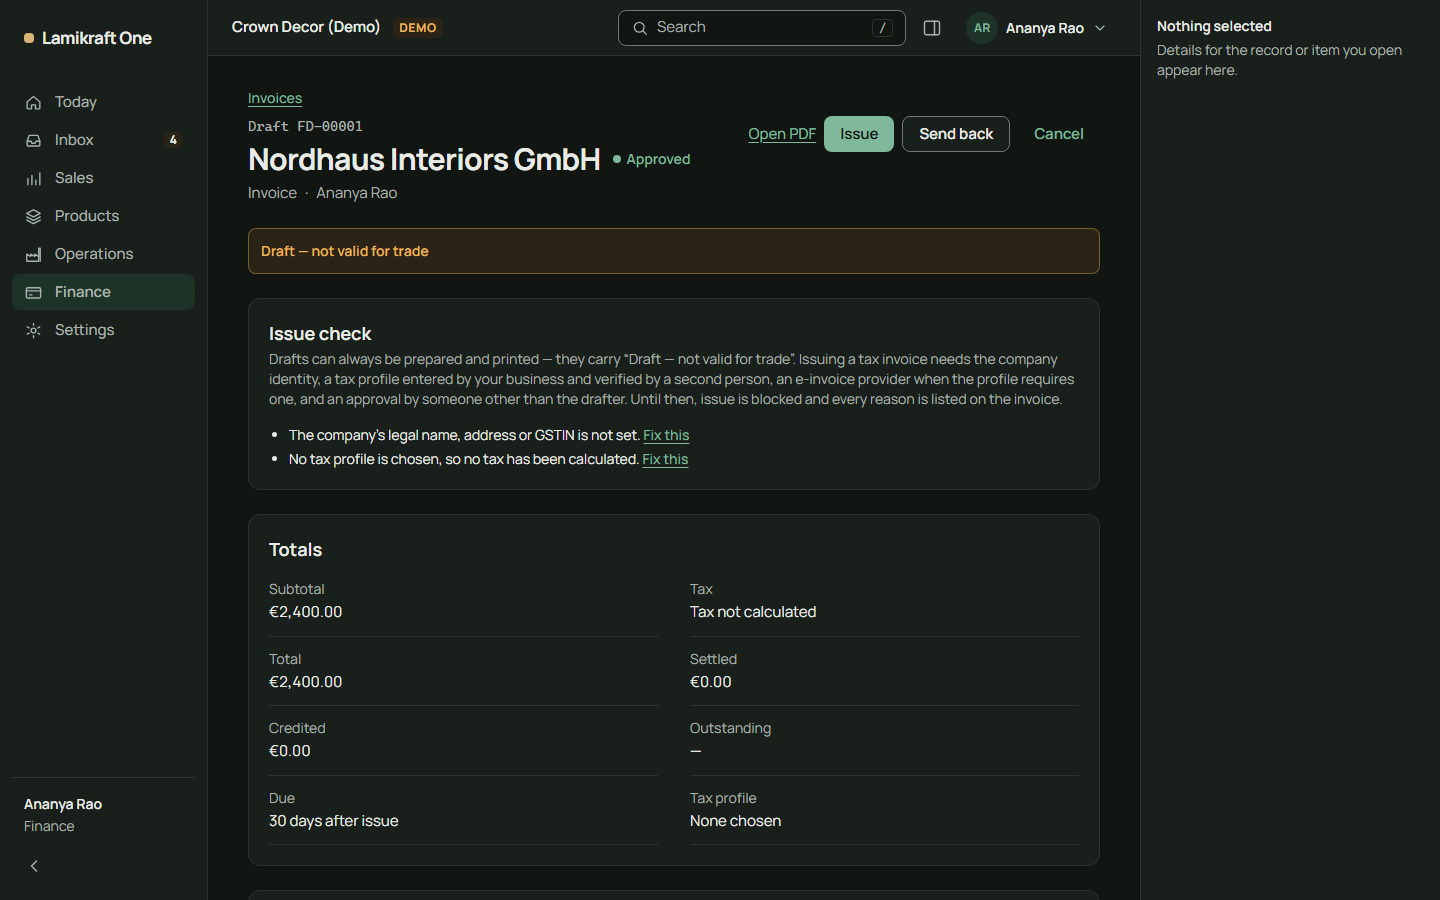 Lamikraft One
Today
Inbox 4
Sales
Products
Operations
Finance
Settings
Ananya Rao
Finance
Crown Decor (Demo) DEMO
Search /
AR Ananya Rao
Invoices
Draft FD-00001
Nordhaus Interiors GmbH Approved
Invoice · Ananya Rao
Open PDF Issue Send back Cancel
Draft — not valid for trade
Issue check
Drafts can always be prepared and printed — they carry “Draft — not valid for trade”. Issuing a tax invoice needs the company
identity, a tax profile entered by your business and verified by a second person, an e-invoice provider when the profile requires
one, and an approval by someone other than the drafter. Until then, issue is blocked and every reason is listed on the invoice.
• The company’s legal name, address or GSTIN is not set. Fix this
• No tax profile is chosen, so no tax has been calculated. Fix this
Totals
Subtotal
€2,400.00
Tax
Tax not calculated
Total
€2,400.00
Settled
€0.00
Credited
€0.00
Outstanding
—
Due
30 days after issue
Tax profile
None chosen
Nothing selected
Details for the record or item you open
appear here.